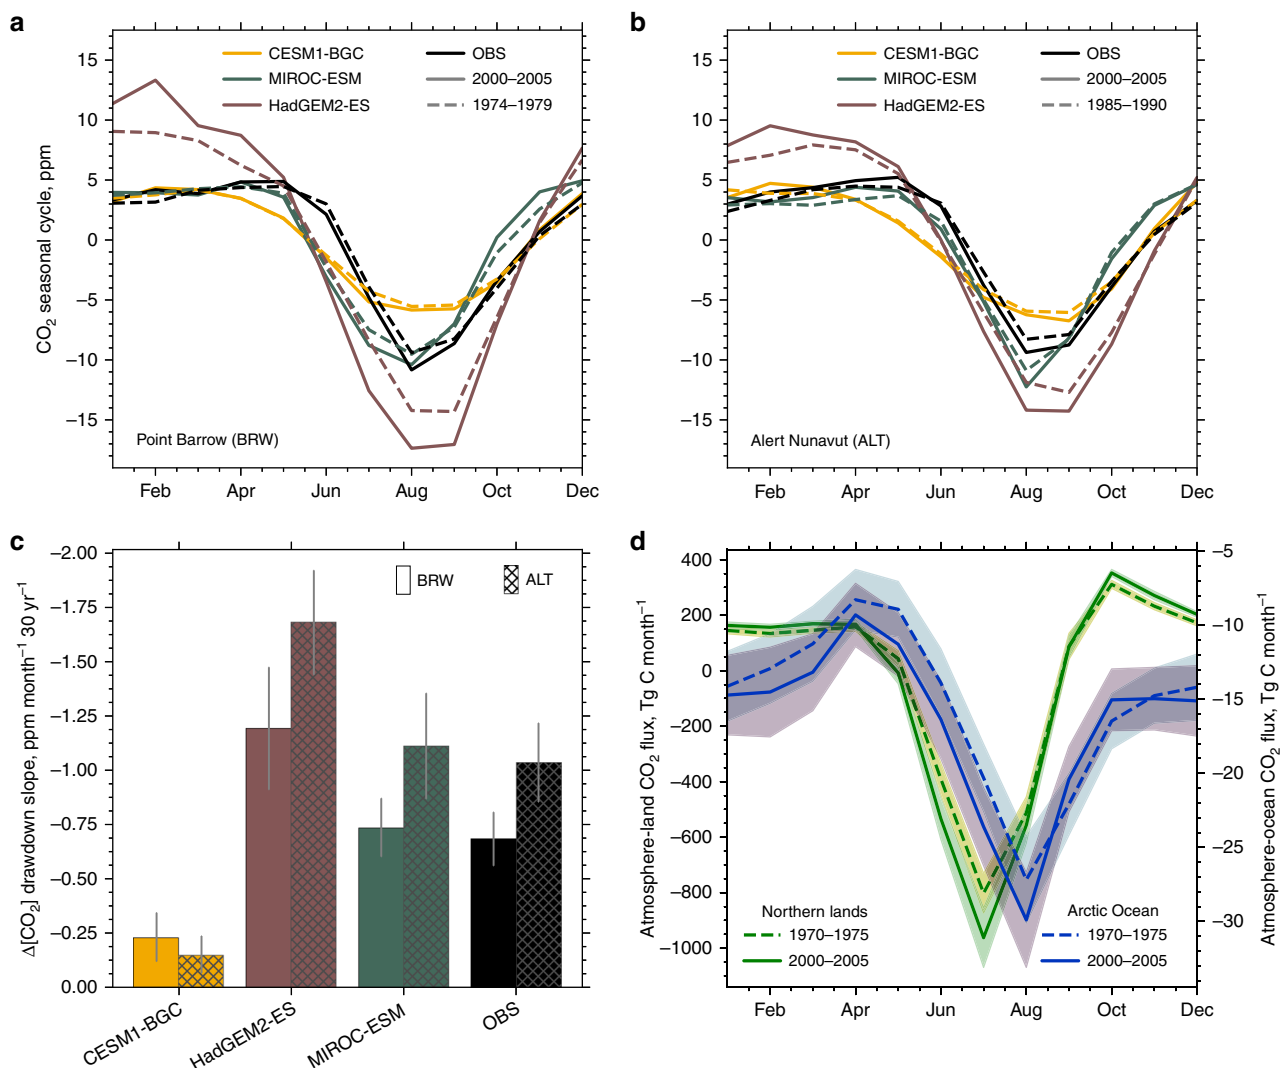 a
CO₂ seasonal cycle, ppm
15
10
5
0
−5
−10
−15
CESM1-BGC
MIROC-ESM
HadGEM2-ES
OBS
2000–2005
1974–1979
Point Barrow (BRW)
Feb Apr Jun Aug Oct Dec
b
15
10
5
0
−5
−10
−15
CESM1-BGC
MIROC-ESM
HadGEM2-ES
OBS
2000–2005
1985–1990
Alert Nunavut (ALT)
Feb Apr Jun Aug Oct Dec
c
Δ[CO₂] drawdown slope, ppm month⁻¹ 30 yr⁻¹
−2.00
−1.75
−1.50
−1.25
−1.00
−0.75
−0.50
−0.25
0.00
BRW
ALT
CESM1-BGC
HadGEM2-ES
MIROC-ESM
OBS
d
Atmosphere-land CO₂ flux, Tg C month⁻¹
400
200
0
−200
−400
−600
−800
−1000
Northern lands
1970–1975
2000–2005
Arctic Ocean
1970–1975
2000–2005
Feb Apr Jun Aug Oct Dec
−5
−10
−15
−20
−25
−30
Atmosphere-ocean CO₂ flux, Tg C month⁻¹